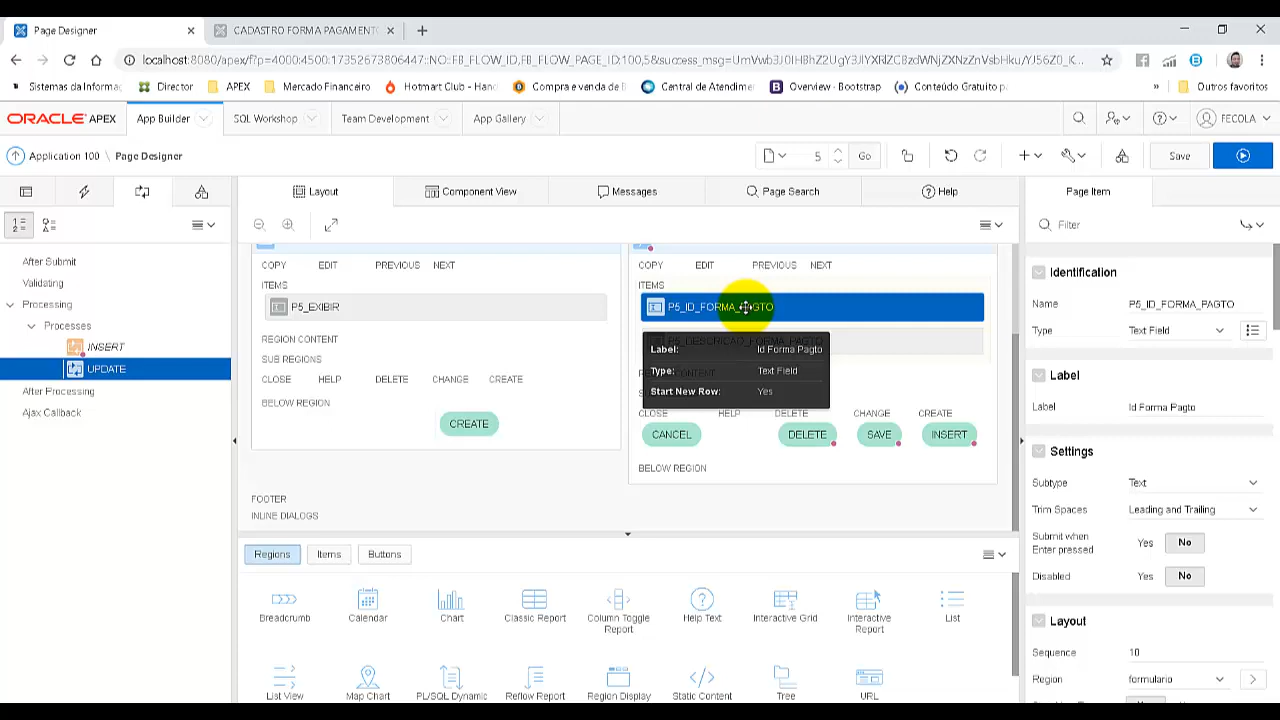 Page Designer
CADASTRO FORMA PAGAMENT
localhost:8080/apex/f?p=4000:4500:17352673806447::NO::FB_FLOW_ID,FB_FLOW_PAGE_ID:100,5&success_msg=
Sistemas da Informa
Director
APEX
Mercado Financeiro
Hotmart Club - Hand
Compra e venda de
Central de Atendime
Overview · Bootstrap
Conteúdo Gratuito p
»
Outros favoritos
ORACLE APEX
App Builder
SQL Workshop
Team Development
App Gallery
FECOLA
Application 100 \ Page Designer
5
Go
Save
Layout
Component View
Messages
Page Search
Help
Page Item
Filter
After Submit
Validating
Processing
Processes
INSERT
UPDATE
After Processing
Ajax Callback
COPY EDIT PREVIOUS NEXT
ITEMS
P5_EXIBIR
REGION CONTENT
SUB REGIONS
CLOSE HELP DELETE CHANGE CREATE
BELOW REGION
CREATE
COPY EDIT PREVIOUS NEXT
ITEMS
P5_ID_FORMA_PAGTO
P5_DESCRICAO_FORMA_PAGTO
Label: Id Forma Pagto
Type: Text Field
Start New Row: Yes
CLOSE HELP DELETE CHANGE CREATE
CANCEL DELETE SAVE INSERT
BELOW REGION
FOOTER
INLINE DIALOGS
Regions
Items
Buttons
Breadcrumb
Calendar
Chart
Classic Report
Column Toggle
Report
Help Text
Interactive Grid
Interactive
Report
List
List View
Map Chart
PL/SQL Dynamic
Reflow Report
Region Display
Static Content
Tree
URL
Identification
Name P5_ID_FORMA_PAGTO
Type Text Field
Label
Label Id Forma Pagto
Settings
Subtype Text
Trim Spaces Leading and Trailing
Submit when
Enter pressed
Yes No
Disabled Yes No
Layout
Sequence 10
Region formulario